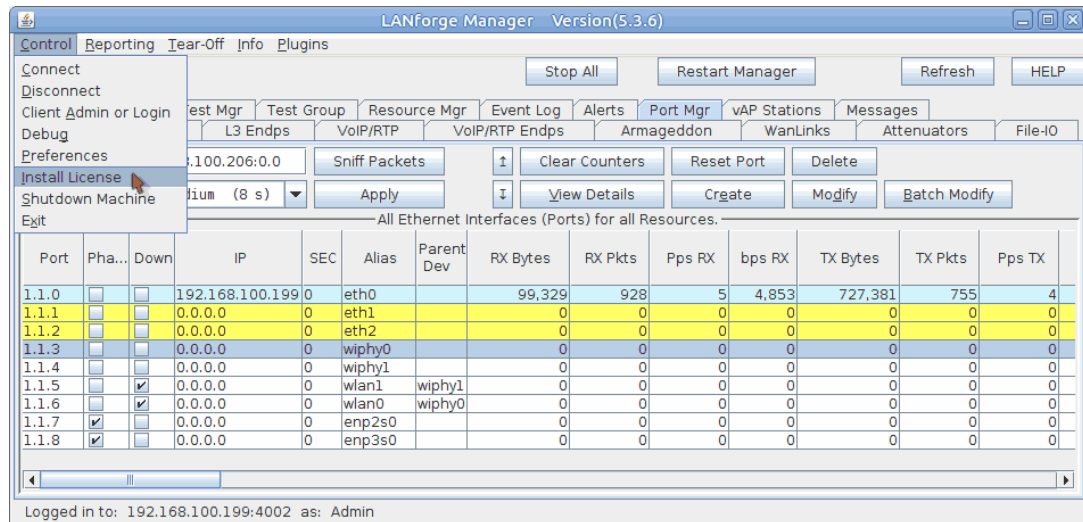 LANforge Manager Version(5.3.6)
Control Reporting Tear-Off Info Plugins
Connect
Disconnect
Client Admin or Login
Debug
Preferences
Install License
Shutdown Machine
Exit
Stop All Restart Manager Refresh HELP
Test Mgr Test Group Resource Mgr Event Log Alerts Port Mgr vAP Stations Messages
L3 Endps VoIP/RTP VoIP/RTP Endps Armageddon WanLinks Attenuators File-IO
.100.206:0.0 Sniff Packets ↑ Clear Counters Reset Port Delete
dium (8 s) Apply ↧ View Details Create Modify Batch Modify
All Ethernet Interfaces (Ports) for all Resources.
Port Pha... Down IP SEC Alias Parent Dev RX Bytes RX Pkts Pps RX bps RX TX Bytes TX Pkts Pps TX
1.1.0 192.168.100.199 0 eth0 99,329 928 5 4,853 727,381 755 4
1.1.1 0.0.0.0 0 eth1 0 0 0 0 0 0 0
1.1.2 0.0.0.0 0 eth2 0 0 0 0 0 0 0
1.1.3 0.0.0.0 0 wiphy0 0 0 0 0 0 0 0
1.1.4 0.0.0.0 0 wiphy1 0 0 0 0 0 0 0
1.1.5 0.0.0.0 0 wlan1 wiphy1 0 0 0 0 0 0 0
1.1.6 0.0.0.0 0 wlan0 wiphy0 0 0 0 0 0 0 0
1.1.7 0.0.0.0 0 enp2s0 0 0 0 0 0 0 0
1.1.8 0.0.0.0 0 enp3s0 0 0 0 0 0 0 0
Logged in to: 192.168.100.199:4002 as: Admin